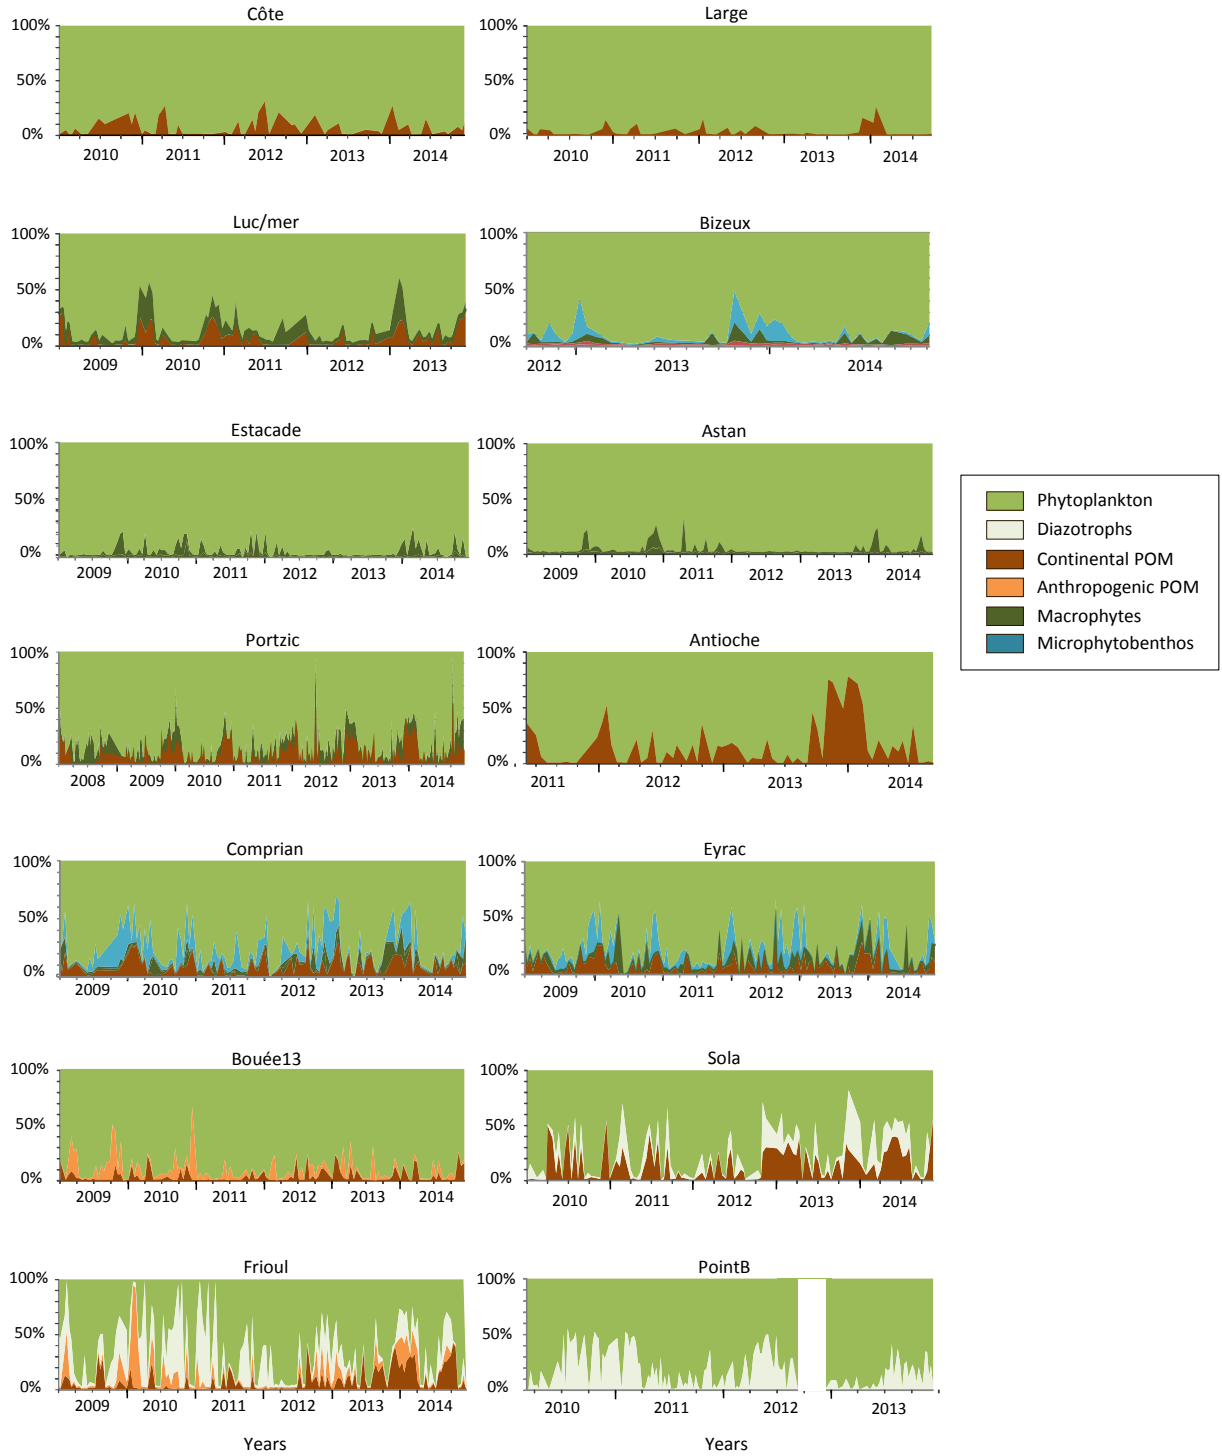 Côte
Large
100%
50%
0%
2010 2011 2012 2013 2014
100%
50%
0%
2010 2011 2012 2013 2014
Luc/mer
Bizeux
100%
50%
0%
2009 2010 2011 2012 2013
100%
50%
0%
2012 2013 2014
Estacade
Astan
100%
50%
0%
2009 2010 2011 2012 2013 2014
100%
50%
0%
2009 2010 2011 2012 2013 2014
Phytoplankton
Diazotrophs
Continental POM
Anthropogenic POM
Macrophytes
Microphytobenthos
Portzic
Antioche
100%
50%
0%
2008 2009 2010 2011 2012 2013 2014
100%
50%
0%
2011 2012 2013 2014
Comprian
Eyrac
100%
50%
0%
2009 2010 2011 2012 2013 2014
100%
50%
0%
2009 2010 2011 2012 2013 2014
Bouée13
Sola
100%
50%
0%
2009 2010 2011 2012 2013 2014
100%
50%
0%
2010 2011 2012 2013 2014
Frioul
PointB
100%
50%
0%
2009 2010 2011 2012 2013 2014
100%
50%
0%
2010 2011 2012 2013
Years
Years